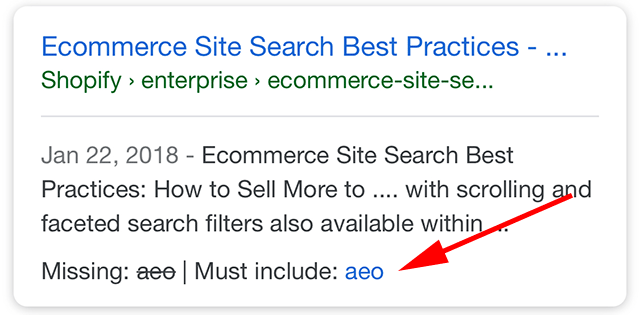 Ecommerce Site Search Best Practices - ...
Shopify › enterprise › ecommerce-site-se...
Jan 22, 2018 - Ecommerce Site Search Best
Practices: How to Sell More to .... with scrolling and
faceted search filters also available within ...
Missing: aeo | Must include: aeo